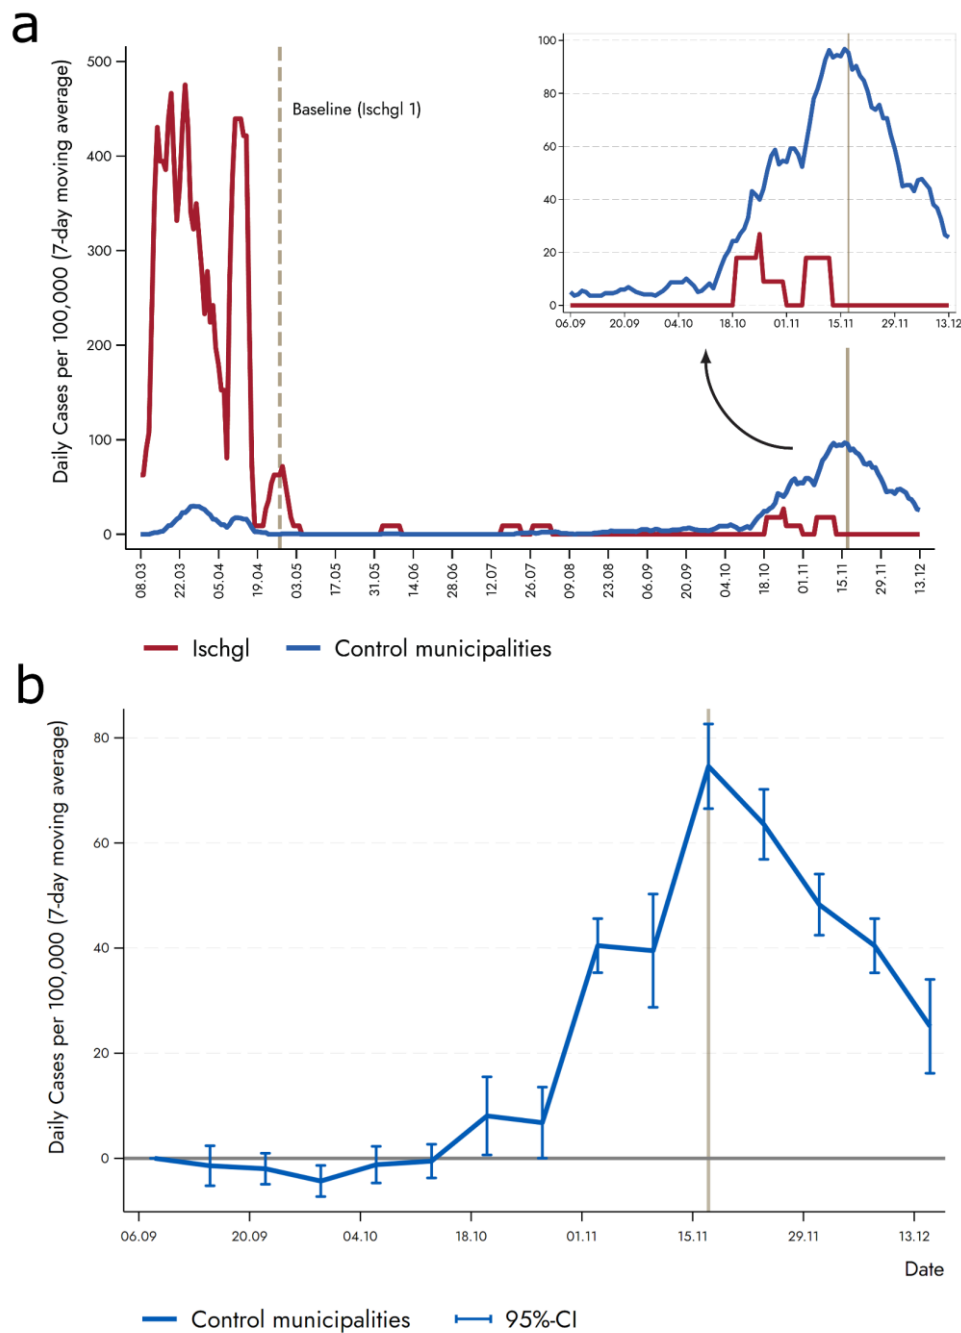 a
Daily Cases per 100,000 (7-day moving average)
500
400
300
200
100
0
Baseline (Ischgl 1)
100
80
60
40
20
0
06.09 20.09 04.10 18.10 01.11 15.11 29.11 13.12
08.03 22.03 05.04 19.04 03.05 17.05 31.05 14.06 28.06 12.07 26.07 09.08 23.08 06.09 20.09 04.10 18.10 01.11 15.11 29.11 13.12
Ischgl Control municipalities
b
Daily Cases per 100,000 (7-day moving average)
80
60
40
20
0
06.09 20.09 04.10 18.10 01.11 15.11 29.11 13.12
Date
Control municipalities 95%-CI